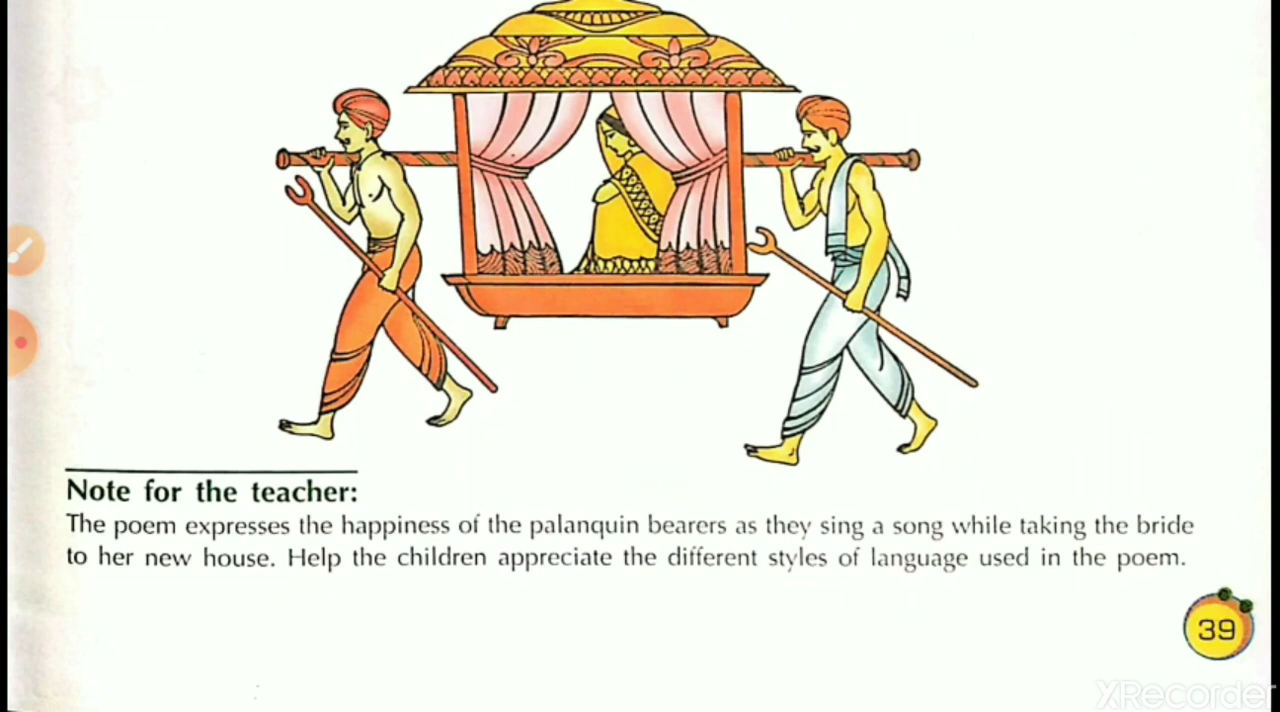 Note for the teacher:
The poem expresses the happiness of the palanquin bearers as they sing a song while taking the bride
to her new house. Help the children appreciate the different styles of language used in the poem.
39
XRecorder